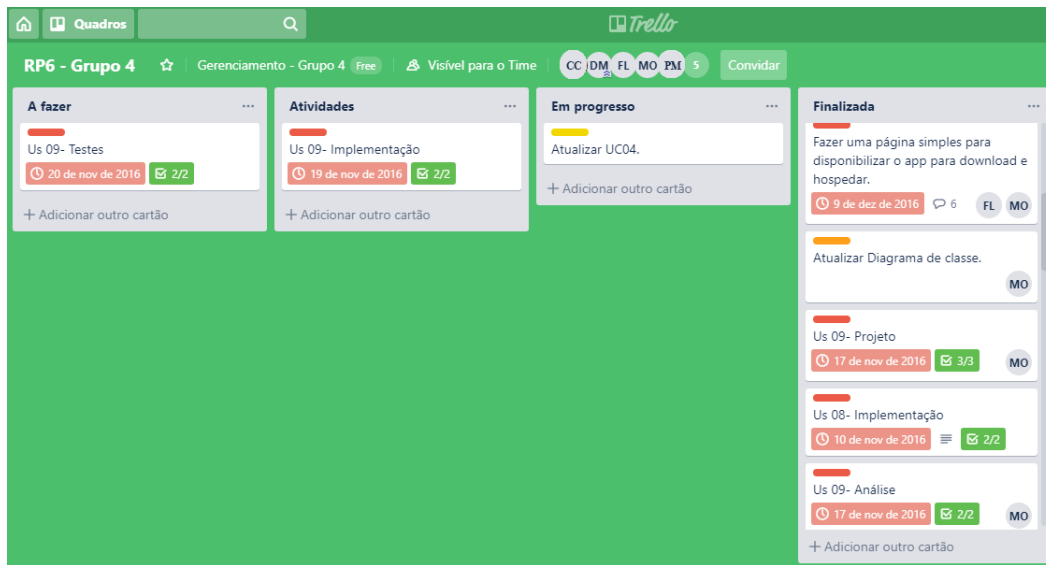 Quadros
Trello
RP6 - Grupo 4
Gerenciamento - Grupo 4 Free
Visível para o Time
CC DM FL MO PM 5
Convidar
A fazer
Us 09- Testes
20 de nov de 2016 2/2
+ Adicionar outro cartão
Atividades
Us 09- Implementação
19 de nov de 2016 2/2
+ Adicionar outro cartão
Em progresso
Atualizar UC04.
+ Adicionar outro cartão
Finalizada
Fazer uma página simples para
disponibilizar o app para download e
hospedar.
9 de dez de 2016 6 FL MO
Atualizar Diagrama de classe.
MO
Us 09- Projeto
17 de nov de 2016 3/3 MO
Us 08- Implementação
10 de nov de 2016 2/2
Us 09- Análise
17 de nov de 2016 2/2 MO
+ Adicionar outro cartão